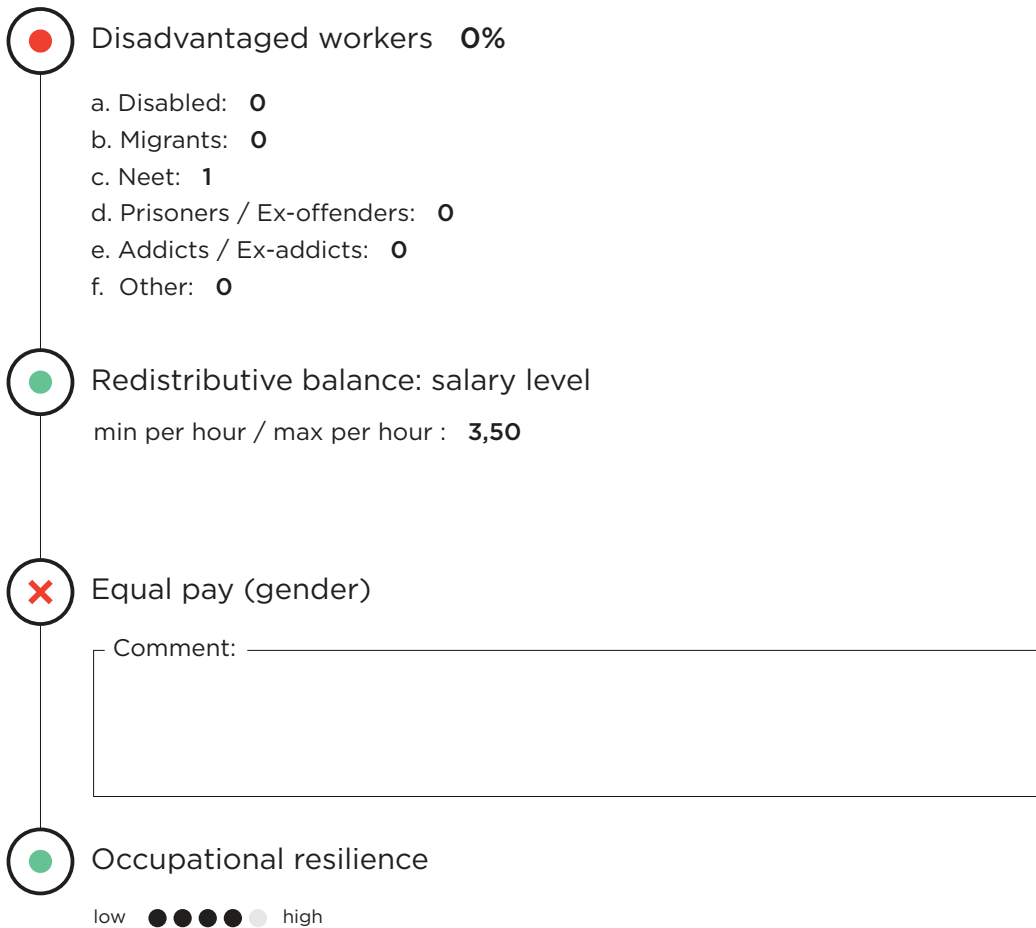 Disadvantaged workers 0%
a. Disabled: 0
b. Migrants: 0
c. Neet: 1
d. Prisoners / Ex-offenders: 0
e. Addicts / Ex-addicts: 0
f. Other: 0
Redistributive balance: salary level
min per hour / max per hour : 3,50
Equal pay (gender)
Comment:
Occupational resilience
low high